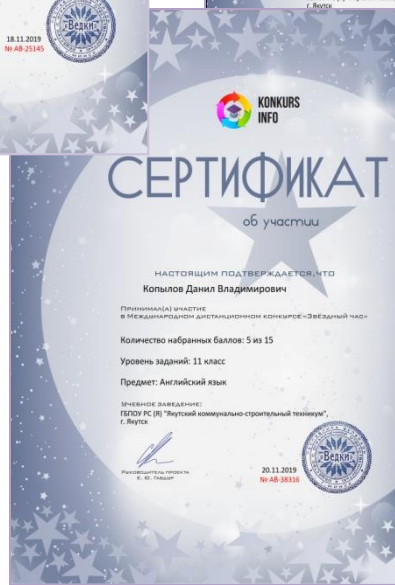 г. Якутск
Ведки
18.11.2019
№ АВ-25145
KONKURS
INFO
СЕРТИФИКАТ
об участии
НАСТОЯЩИМ ПОДТВЕРЖДАЕТСЯ, ЧТО
Копылов Данил Владимирович
ПРИНИМАЛ(А) УЧАСТИЕ
В МЕЖДУНАРОДНОМ ДИСТАНЦИОННОМ КОНКУРСЕ «ЗВЁЗДНЫЙ ЧАС»
Количество набранных баллов: 5 из 15
Уровень заданий: 11 класс
Предмет: Английский язык
УЧЕБНОЕ ЗАВЕДЕНИЕ:
ГБПОУ РС (Я) "Якутский коммунально-строительный техникум",
г. Якутск
РУКОВОДИТЕЛЬ ПРОЕКТА
Ведки
20.11.2019
№ АВ-38316